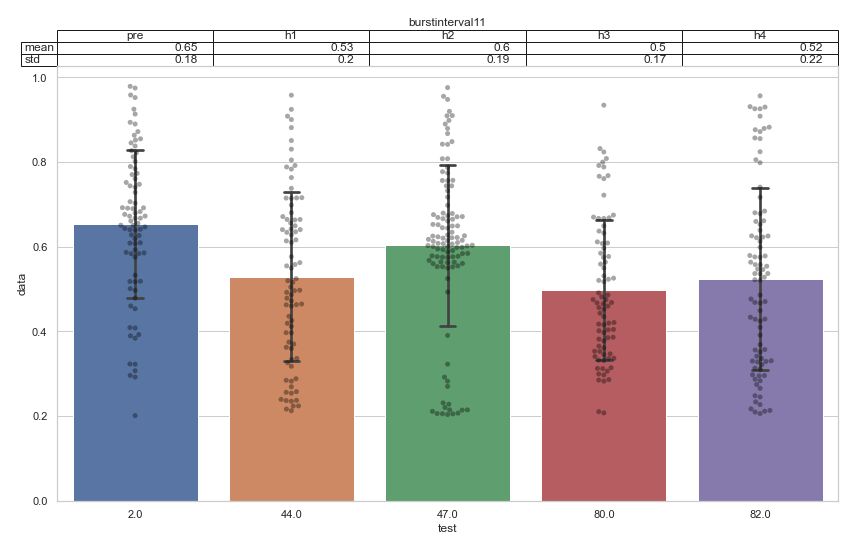 burstinterval11
pre h1 h2 h3 h4
mean 0.65 0.53 0.6 0.5 0.52
std 0.18 0.2 0.19 0.17 0.22
1.0
0.8
0.6
0.4
0.2
0.0
data
2.0 44.0 47.0 80.0 82.0
test